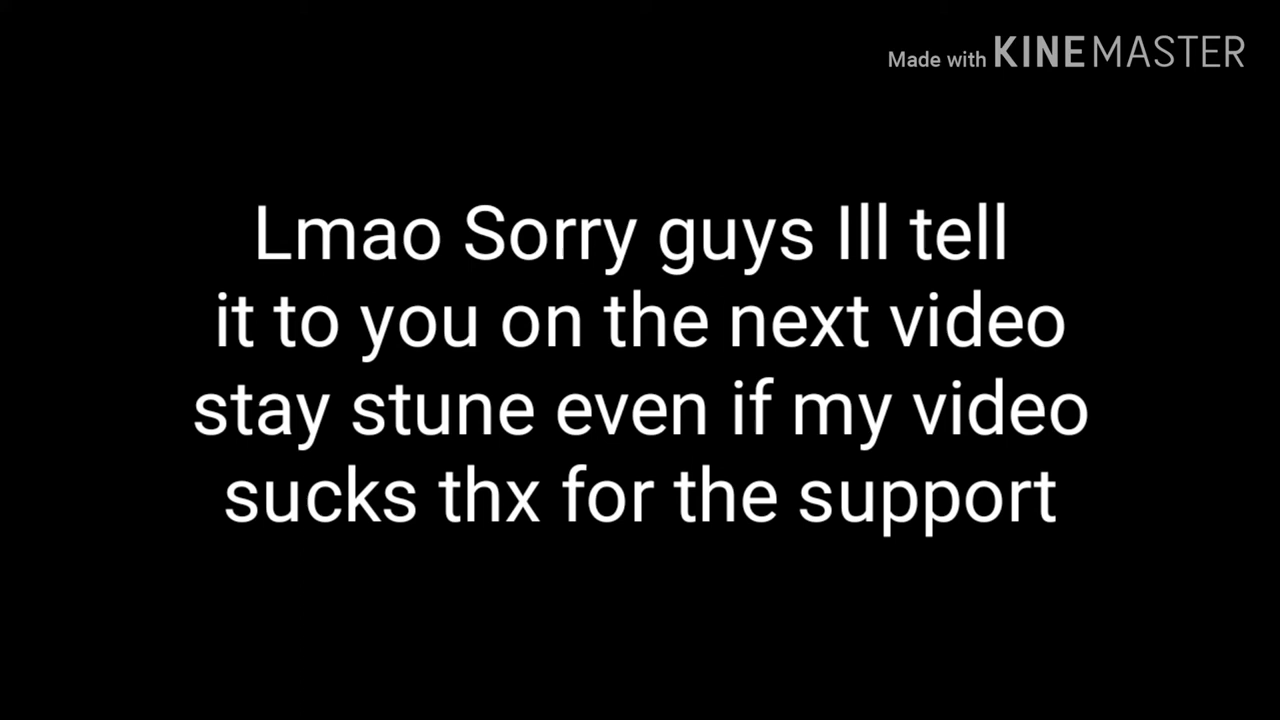 Made with KINEMASTER
Lmao Sorry guys Ill tell
it to you on the next video
stay stune even if my video
sucks thx for the support